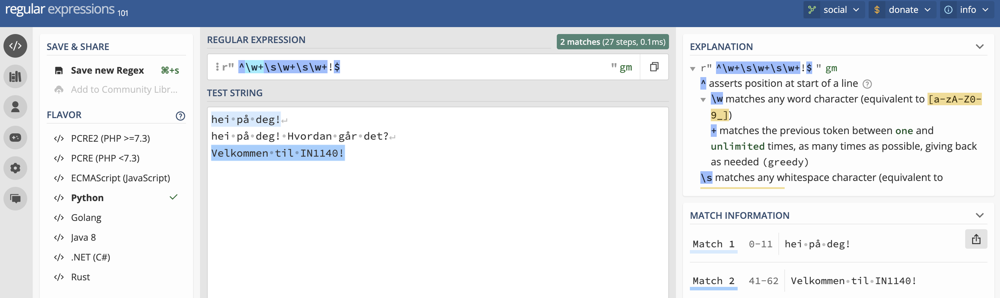 regular expressions 101
social
donate
info
SAVE & SHARE
Save new Regex ⌘+s
Add to Community Libr...
FLAVOR
</> PCRE2 (PHP >=7.3)
</> PCRE (PHP <7.3)
</> ECMAScript (JavaScript)
</> Python
</> Golang
</> Java 8
</> .NET (C#)
</> Rust
REGULAR EXPRESSION
2 matches (27 steps, 0.1ms)
r" ^\w+\s\w+\s\w+!$ " gm
TEST STRING
hei·på·deg!↵
hei·på·deg!·Hvordan·går·det?↵
Velkommen·til·IN1140!
EXPLANATION
r" ^\w+\s\w+\s\w+!$ " gm
^ asserts position at start of a line
\w matches any word character (equivalent to [a-zA-Z0-
9_])
+ matches the previous token between one and
unlimited times, as many times as possible, giving back
as needed (greedy)
\s matches any whitespace character (equivalent to
MATCH INFORMATION
Match 1 0-11 hei·på·deg!
Match 2 41-62 Velkommen·til·IN1140!